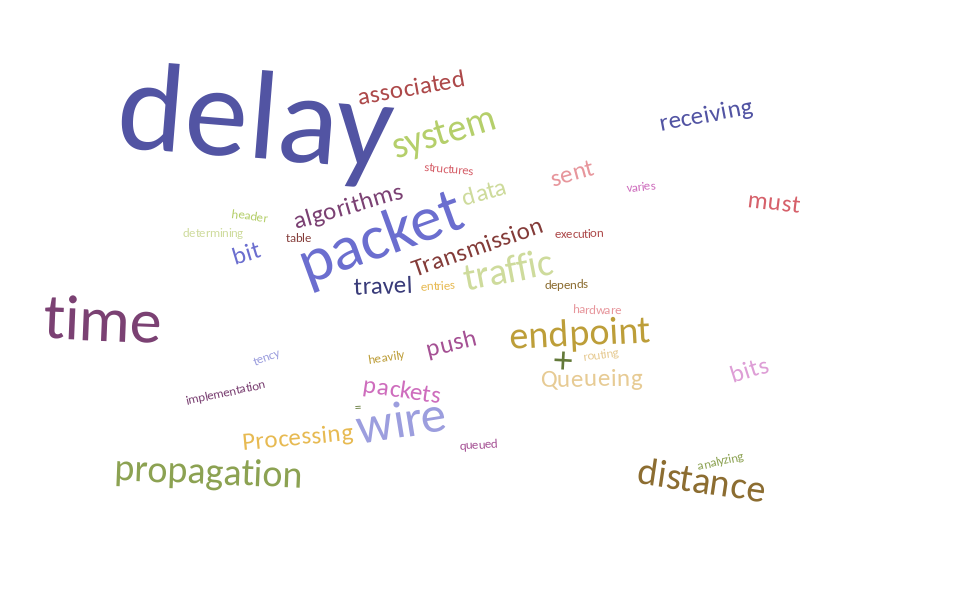 delay
associated
system
receiving
structures
sent
data
varies
algorithms
must
header
packet
determining
table
bit
Transmission
execution
traffic
travel
entries
depends
time
hardware
endpoint
push
+
routing
tency
heavily
Queueing
bits
implementation
packets
=
wire
Processing
queued
propagation
analyzing
distance